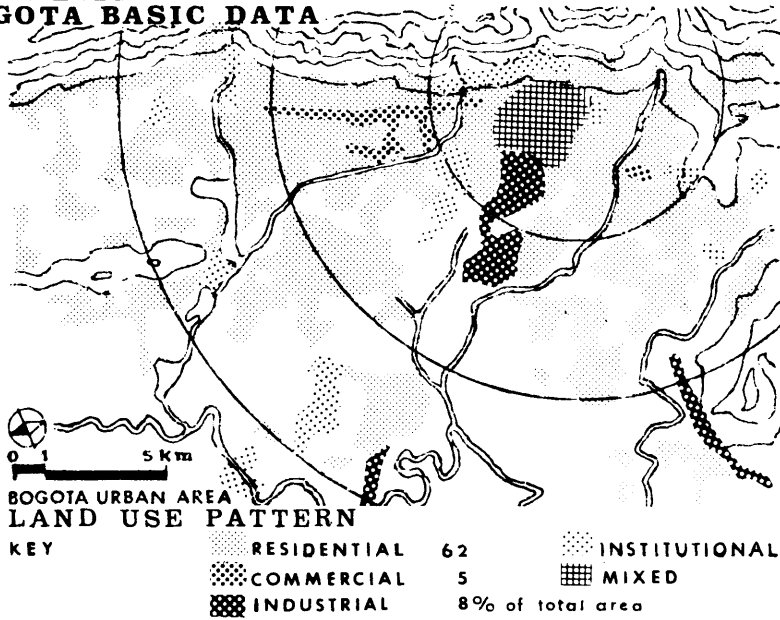 GOTA BASIC DATA
0 1 5 km
BOGOTA URBAN AREA
LAND USE PATTERN
KEY RESIDENTIAL 62 INSTITUTIONAL
COMMERCIAL 5 MIXED
INDUSTRIAL 8% of total area